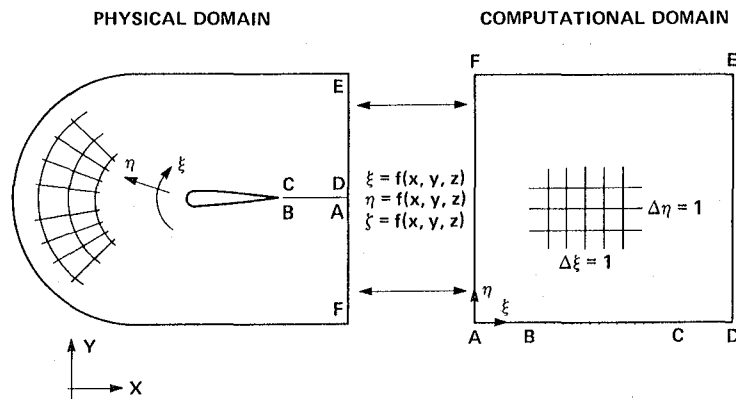 PHYSICAL DOMAIN
COMPUTATIONAL DOMAIN
E
η
ξ
C
D
B
A
F
Y
X
ξ = f(x, y, z)
η = f(x, y, z)
ζ = f(x, y, z)
F
E
Δη = 1
Δξ = 1
η
ξ
A
B
C
D